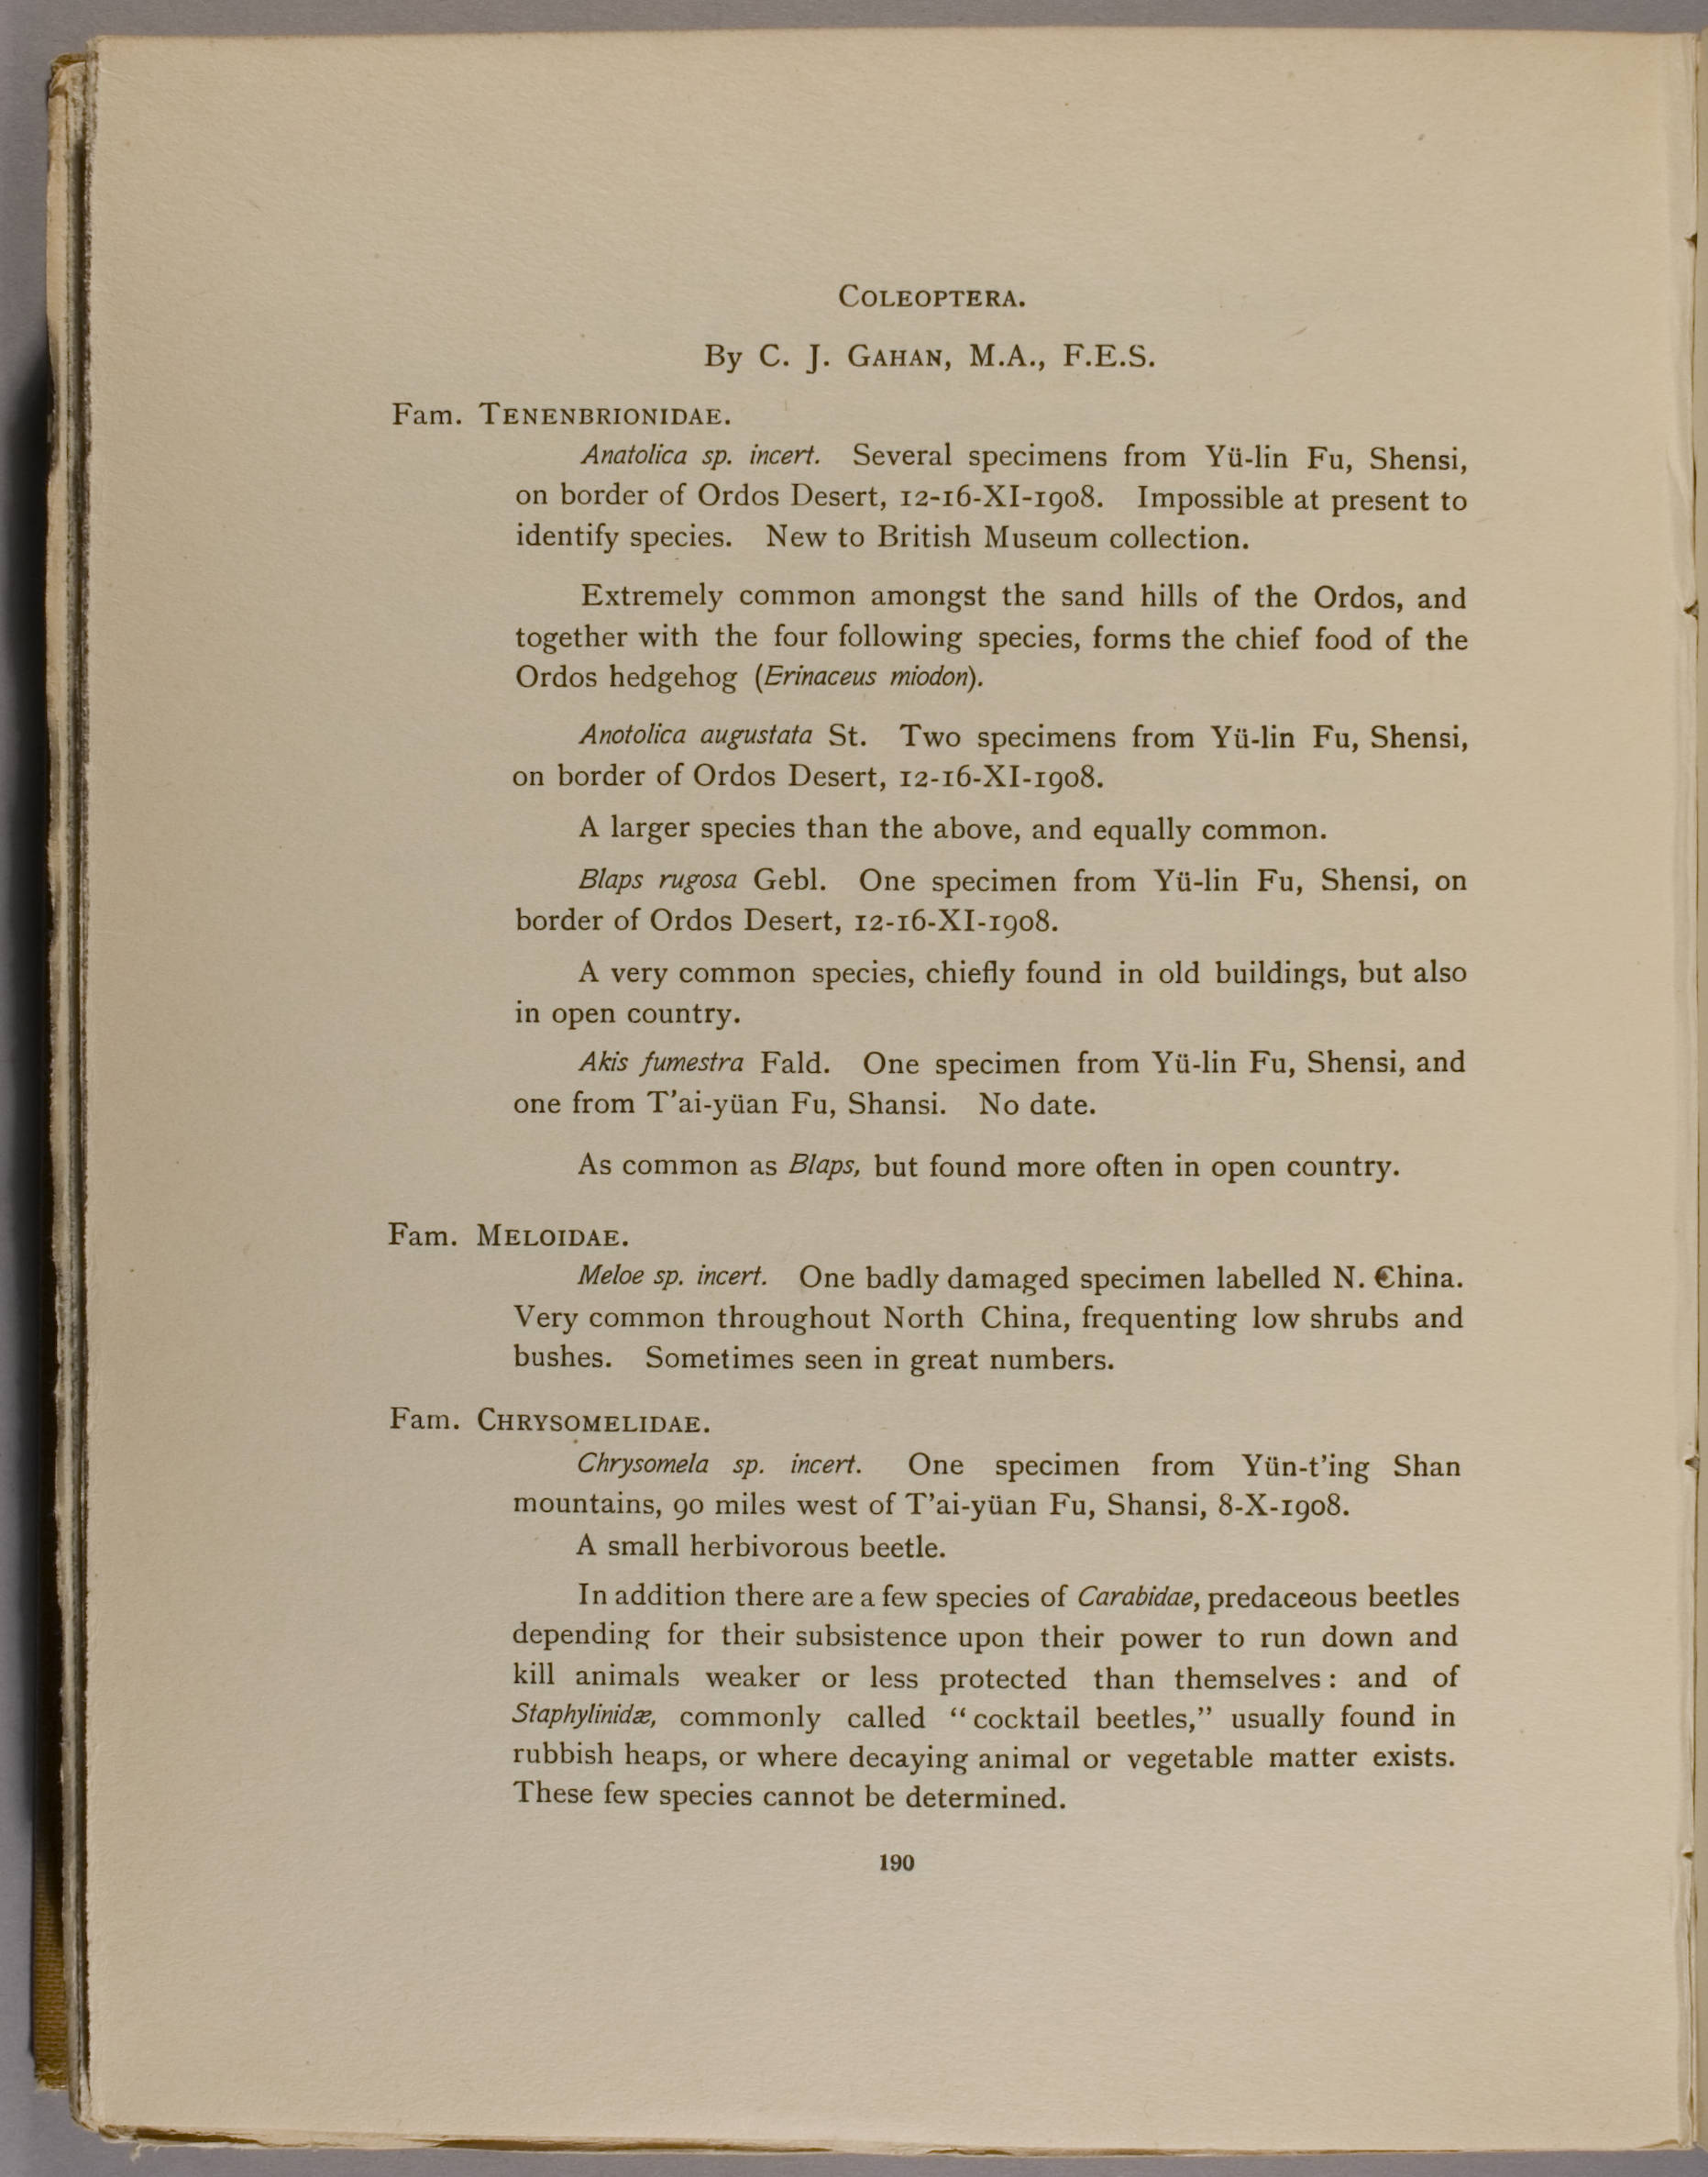 COLEOPTERA.
By C. J. GAHAN, M.A., F.E.S.
Fam. TENENBRIONIDAE.
Anatolica sp. incert. Several specimens from Yü-lin Fu, Shensi,
on border of Ordos Desert, 12-16-XI-1908. Impossible at present to
identify species. New to British Museum collection.
Extremely common amongst the sand hills of the Ordos, and
together with the four following species, forms the chief food of the
Ordos hedgehog (Erinaceus miodon).
Anotolica augustata St. Two specimens from Yü-lin Fu, Shensi,
on border of Ordos Desert, 12-16-XI-1908.
A larger species than the above, and equally common.
Blaps rugosa Gebl. One specimen from Yü-lin Fu, Shensi, on
border of Ordos Desert, 12-16-XI-1908.
A very common species, chiefly found in old buildings, but also
in open country.
Akis fumestra Fald. One specimen from Yü-lin Fu, Shensi, and
one from T’ai-yüan Fu, Shansi. No date.
As common as Blaps, but found more often in open country.
Fam. MELOIDAE.
Meloe sp. incert. One badly damaged specimen labelled N. China.
Very common throughout North China, frequenting low shrubs and
bushes. Sometimes seen in great numbers.
Fam. CHRYSOMELIDAE.
Chrysomela sp. incert. One specimen from Yün-t’ing Shan
mountains, 90 miles west of T’ai-yüan Fu, Shansi, 8-X-1908.
A small herbivorous beetle.
In addition there are a few species of Carabidae, predaceous beetles
depending for their subsistence upon their power to run down and
kill animals weaker or less protected than themselves: and of
Staphylinidæ, commonly called “cocktail beetles,” usually found in
rubbish heaps, or where decaying animal or vegetable matter exists.
These few species cannot be determined.
190